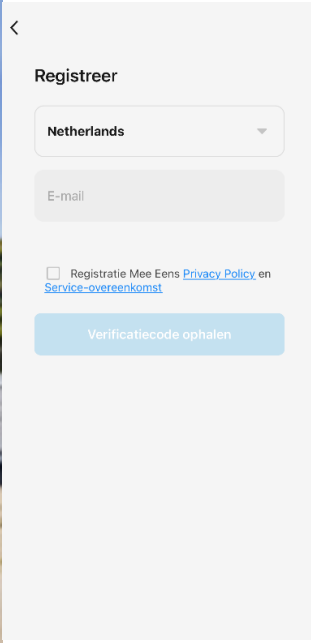 Registreer
Netherlands
E-mail
Registratie Mee Eens Privacy Policy en
Service-overeenkomst
Verificatiecode ophalen